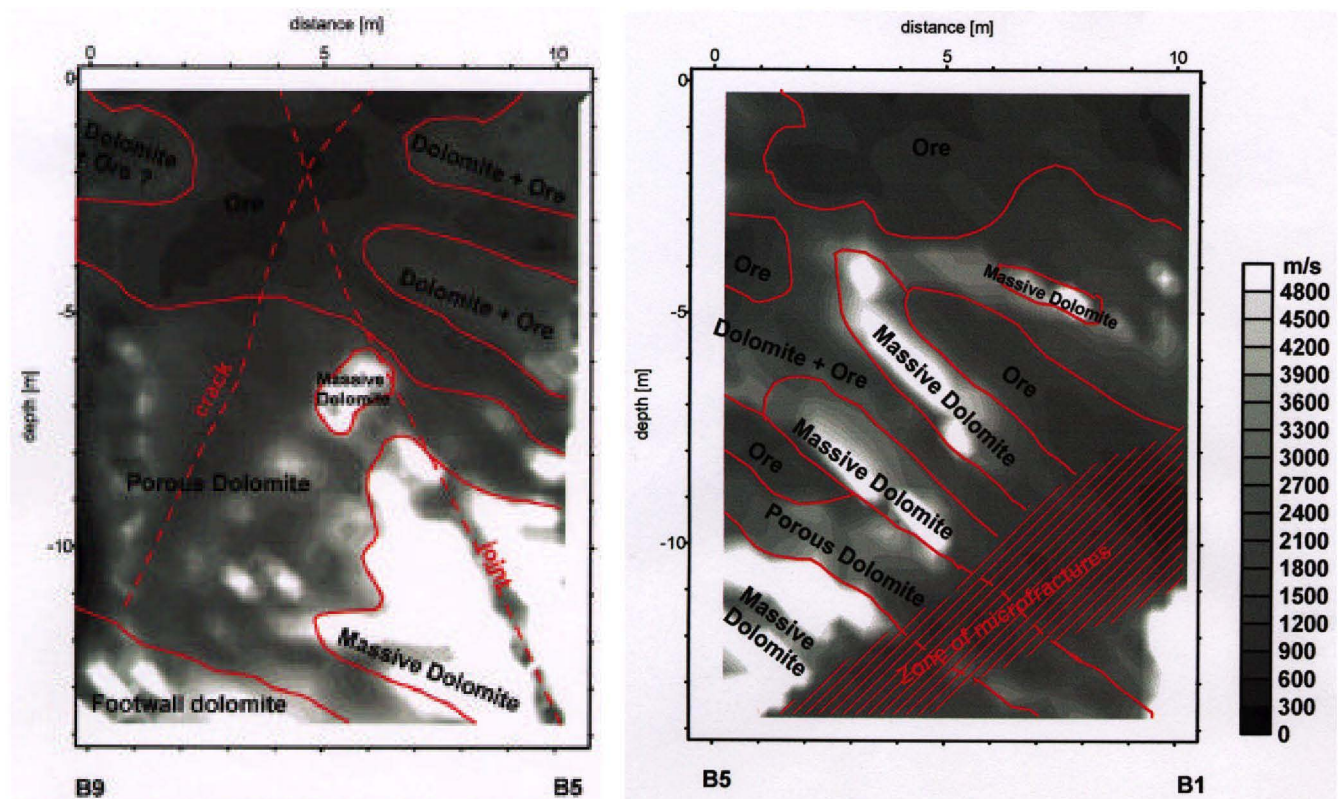 distance [m]
0 5 10
0
-5
-10
depth [m]
Dolomite
+ Ore ?
Dolomite + Ore
Ore
Dolomite + Ore
crack
Massive
Dolomite
Porous Dolomite
joint
Massive Dolomite
Footwall dolomite
B9 B5
distance [m]
0 5 10
0
-5
-10
depth [m]
Ore
Ore
Massive Dolomite
Dolomite + Ore
Massive Dolomite
Ore
Massive Dolomite
Ore
Porous Dolomite
Zone of microfractures
Massive
Dolomite
B5 B1
m/s
4800
4500
4200
3900
3600
3300
3000
2700
2400
2100
1800
1500
1200
900
600
300
0